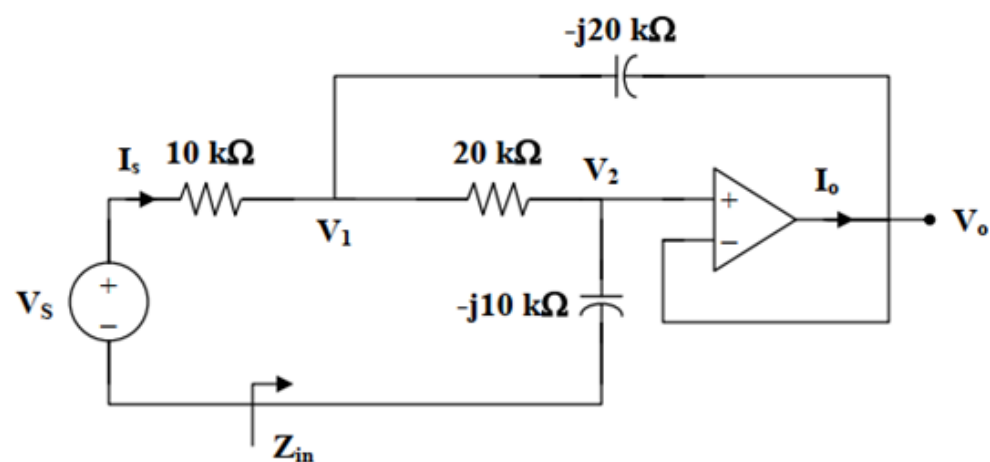 -j20 kΩ
Is 10 kΩ
20 kΩ
V2
Io
+
V1
−
Vo
VS
+
−
-j10 kΩ
Zin